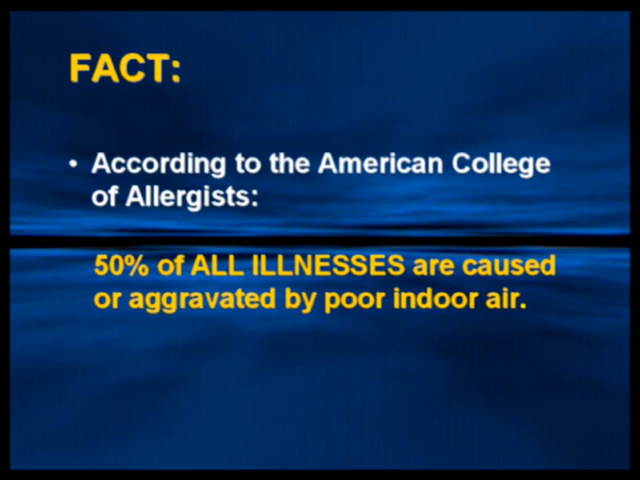 FACT:
• According to the American College
of Allergists:
50% of ALL ILLNESSES are caused
or aggravated by poor indoor air.